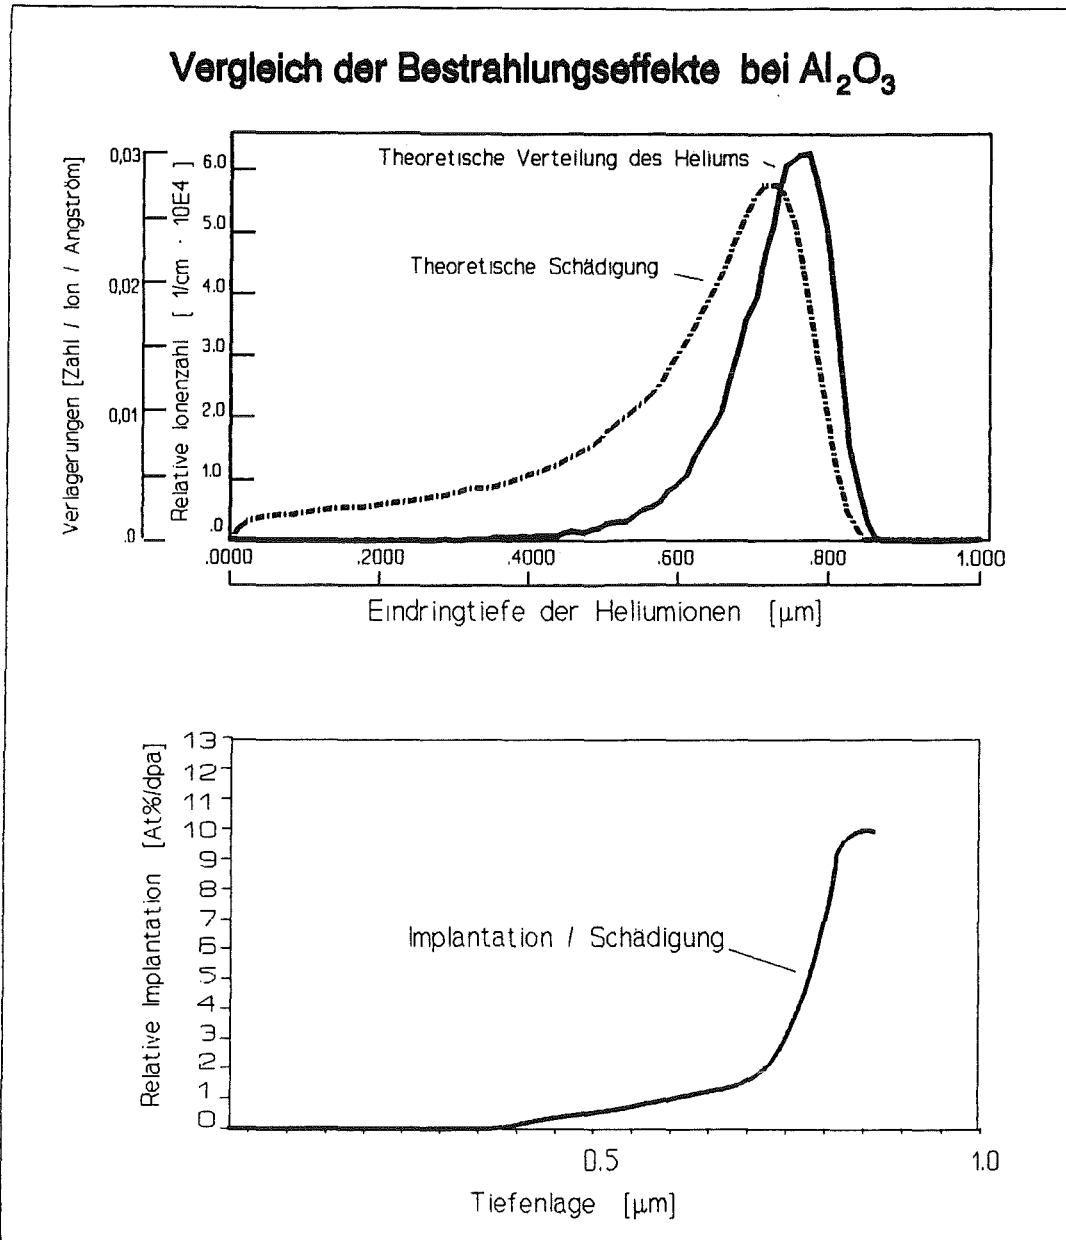 Vergleich der Bestrahlungseffekte bei Al₂O₃
Verlagerungen [Zahl / Ion / Angström]
0,03
0,02
0,01
.0
Relative Ionenzahl [ 1/cm · 10E4 ]
6.0
5.0
4.0
3.0
2.0
1.0
.0
Theoretische Verteilung des Heliums
Theoretische Schädigung
.0000 .2000 .4000 .600 .800 1.000
Eindringtiefe der Heliumionen [µm]
Relative Implantation [At%/dpa]
13
12
11
10
9
8
7
6
5
4
3
2
1
0
Implantation / Schädigung
0.5 1.0
Tiefenlage [µm]